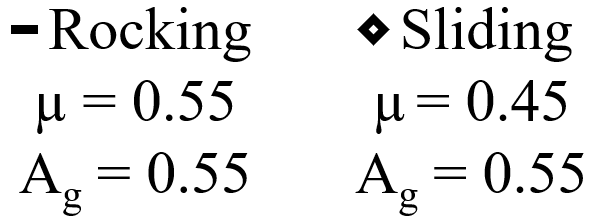 Rocking Sliding
μ = 0.55 μ = 0.45
Ag = 0.55 Ag = 0.55